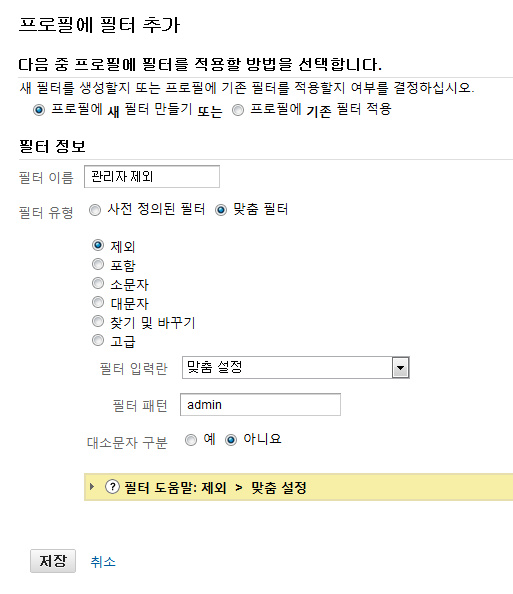 프로필에 필터 추가
다음 중 프로필에 필터를 적용할 방법을 선택합니다.
새 필터를 생성할지 또는 프로필에 기존 필터를 적용할지 여부를 결정하십시오.
프로필에 새 필터 만들기 또는 프로필에 기존 필터 적용
필터 정보
필터 이름 관리자 제외
필터 유형 사전 정의된 필터 맞춤 필터
제외
포함
소문자
대문자
찾기 및 바꾸기
고급
필터 입력란 맞춤 설정
필터 패턴 admin
대소문자 구분 예 아니요
? 필터 도움말: 제외 > 맞춤 설정
저장 취소